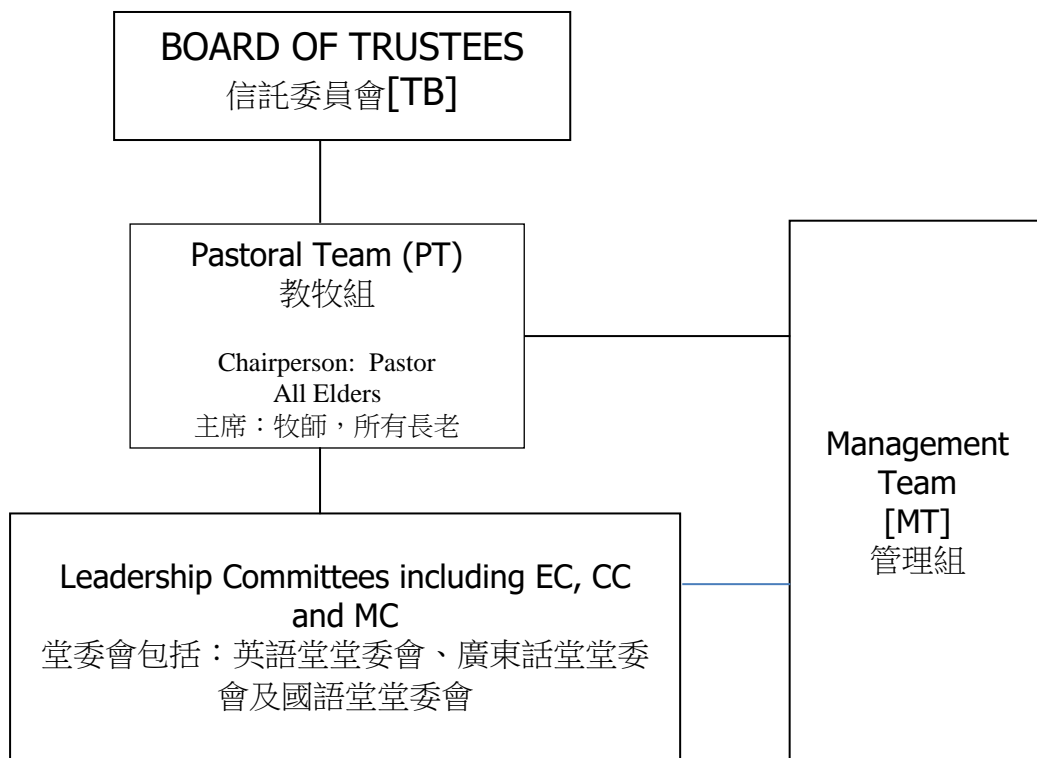 BOARD OF TRUSTEES
信託委員會[TB]
Pastoral Team (PT)
教牧組
Chairperson: Pastor
All Elders
主席：牧師，所有長老
Management
Team
[MT]
管理組
Leadership Committees including EC, CC
and MC
堂委會包括：英語堂堂委會、廣東話堂堂委
會及國語堂堂委會